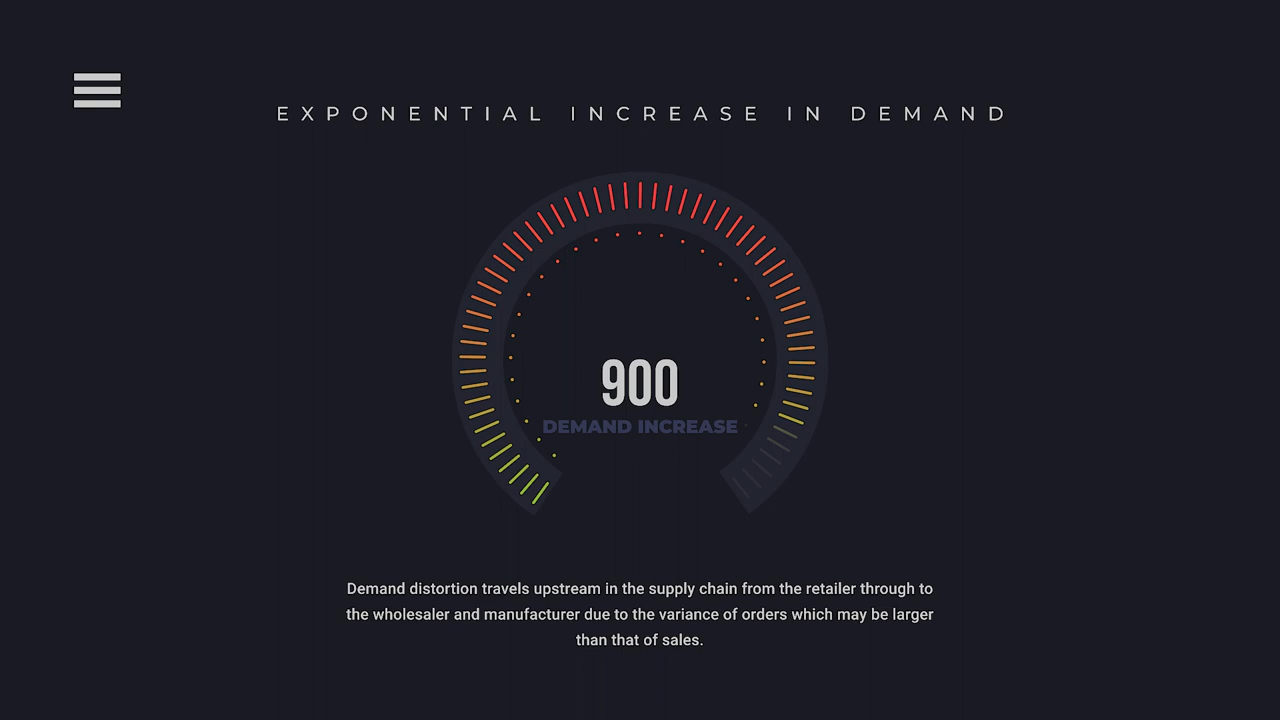 EXPONENTIAL INCREASE IN DEMAND
900
DEMAND INCREASE
Demand distortion travels upstream in the supply chain from the retailer through to
the wholesaler and manufacturer due to the variance of orders which may be larger
than that of sales.